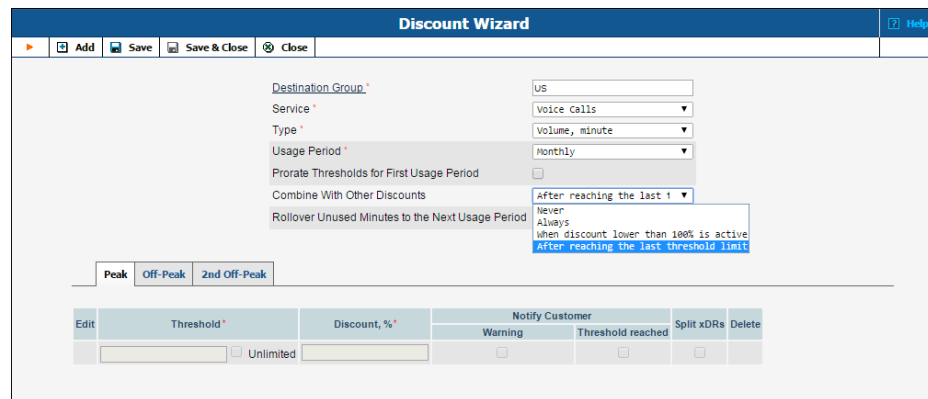 Discount Wizard
? Help
Add Save Save & Close Close
Destination Group * US
Service * Voice Calls
Type * Volume, minute
Usage Period * Monthly
Prorate Thresholds for First Usage Period
Combine With Other Discounts After reaching the last
Rollover Unused Minutes to the Next Usage Period
Never
Always
When discount lower than 100% is active
After reaching the last threshold limit
Peak Off-Peak 2nd Off-Peak
Edit Threshold * Discount, % * Notify Customer Split xDRs Delete
Warning Threshold reached
Unlimited